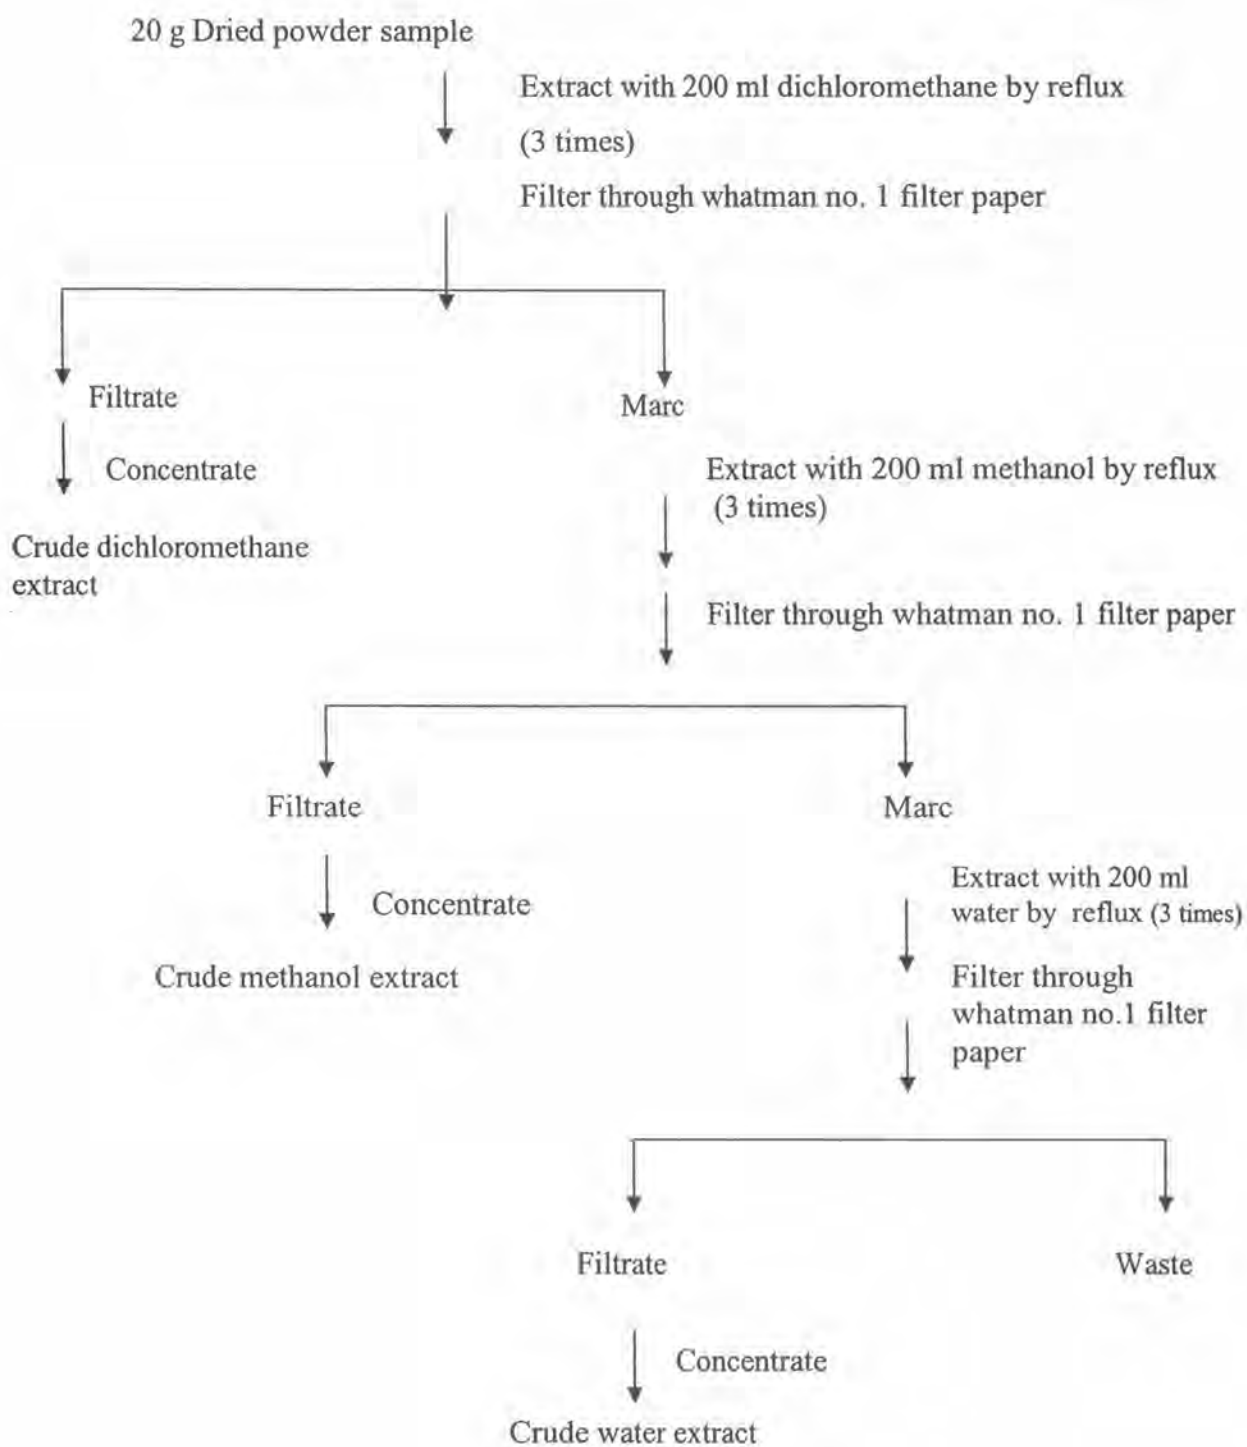 20 g Dried powder sample
Extract with 200 ml dichloromethane by reflux
(3 times)
Filter through whatman no. 1 filter paper
Filtrate
Marc
Concentrate
Extract with 200 ml methanol by reflux
(3 times)
Crude dichloromethane
extract
Filter through whatman no. 1 filter paper
Filtrate
Marc
Concentrate
Extract with 200 ml
water by reflux (3 times)
Crude methanol extract
Filter through
whatman no.1 filter
paper
Filtrate
Waste
Concentrate
Crude water extract